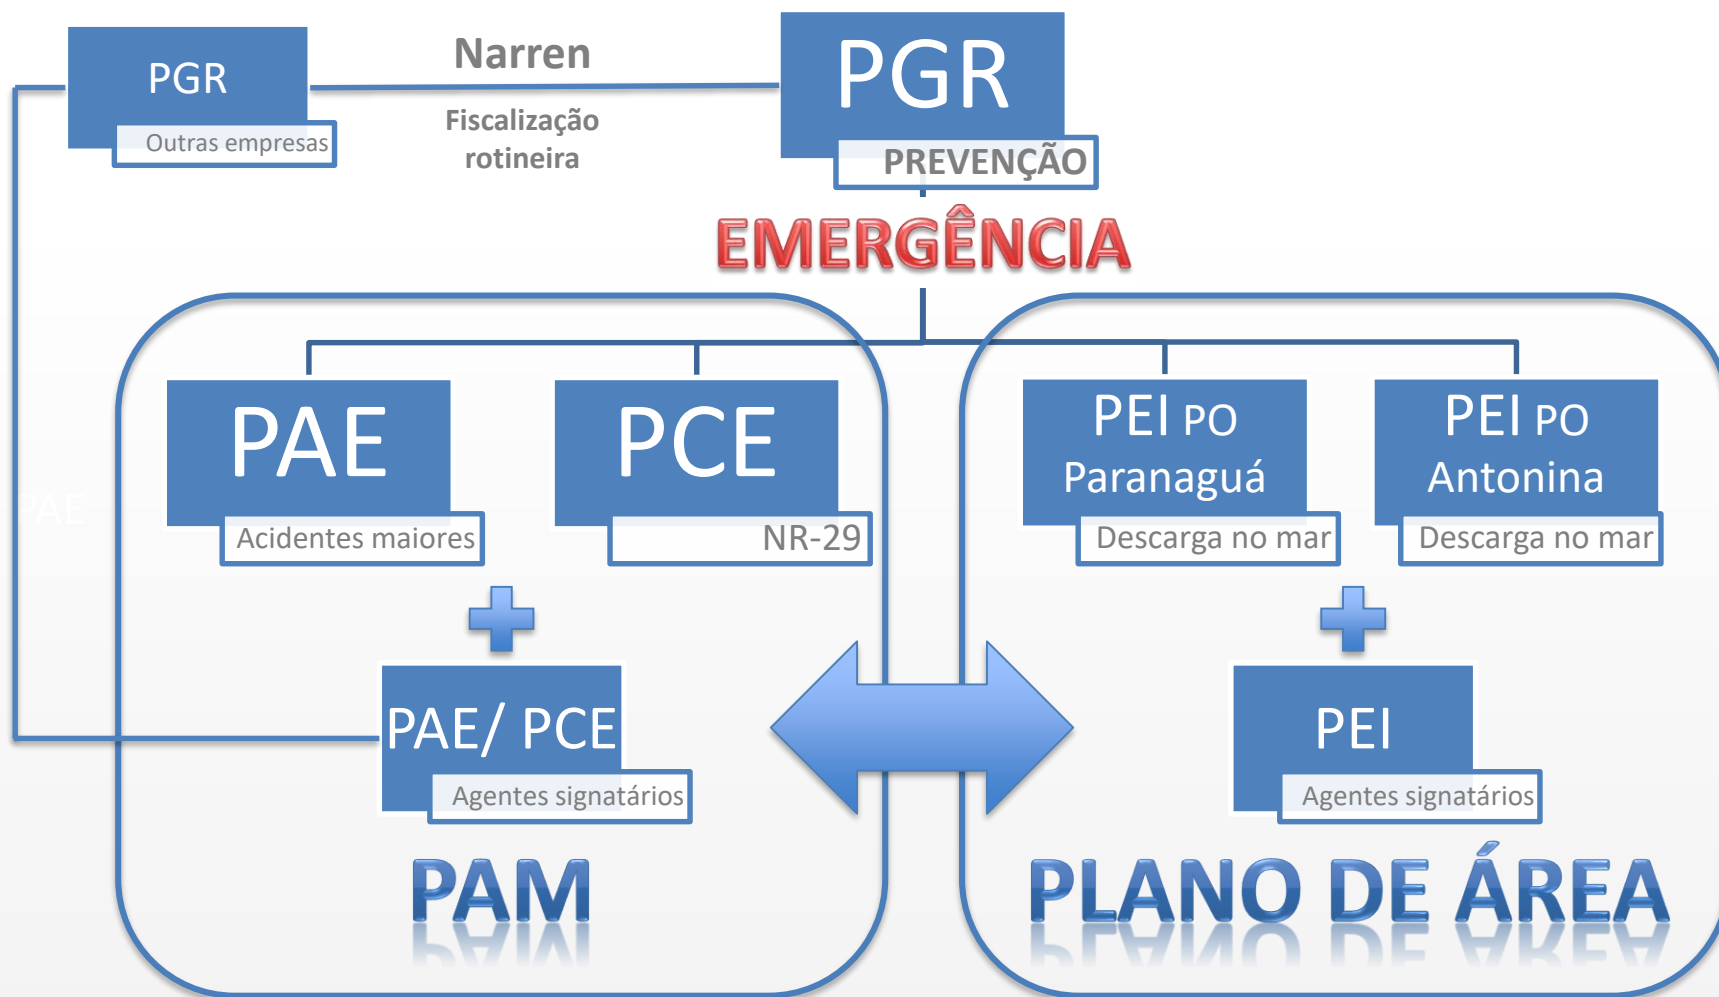 PGR
Outras empresas
Narren
Fiscalização
rotineira
PGR
PREVENÇÃO
EMERGÊNCIA
PAE
Acidentes maiores
PCE
NR-29
PEI PO
Paranaguá
Descarga no mar
PEI PO
Antonina
Descarga no mar
PAE
PAE/ PCE
Agentes signatários
PEI
Agentes signatários
PAM
PLANO DE ÁREA